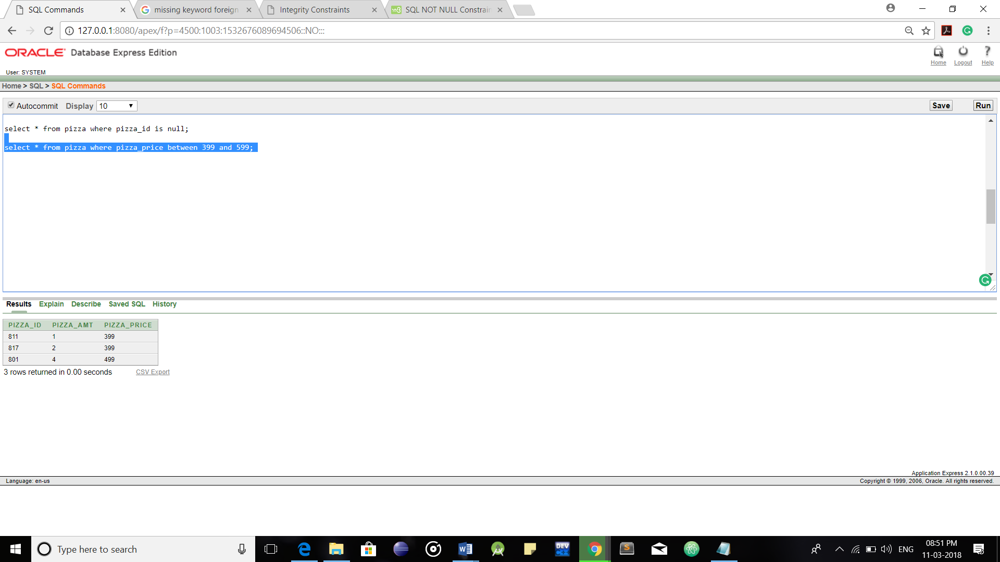 SQL Commands
missing keyword foreign
Integrity Constraints
w3 SQL NOT NULL Constrain
127.0.0.1:8080/apex/f?p=4500:1003:1532676089694506::NO:::
ORACLE Database Express Edition
Home Logout Help
User: SYSTEM
Home > SQL > SQL Commands
Autocommit Display 10 Save Run
select * from pizza where pizza_id is null;
select * from pizza where pizza_price between 399 and 599;
Results Explain Describe Saved SQL History
PIZZA_ID PIZZA_AMT PIZZA_PRICE
811 1 399
817 2 399
801 4 499
3 rows returned in 0.00 seconds CSV Export
Application Express 2.1.0.00.39
Language: en-us Copyright © 1999, 2006, Oracle. All rights reserved.
Type here to search
DEV C++
ENG
08:51 PM
11-03-2018